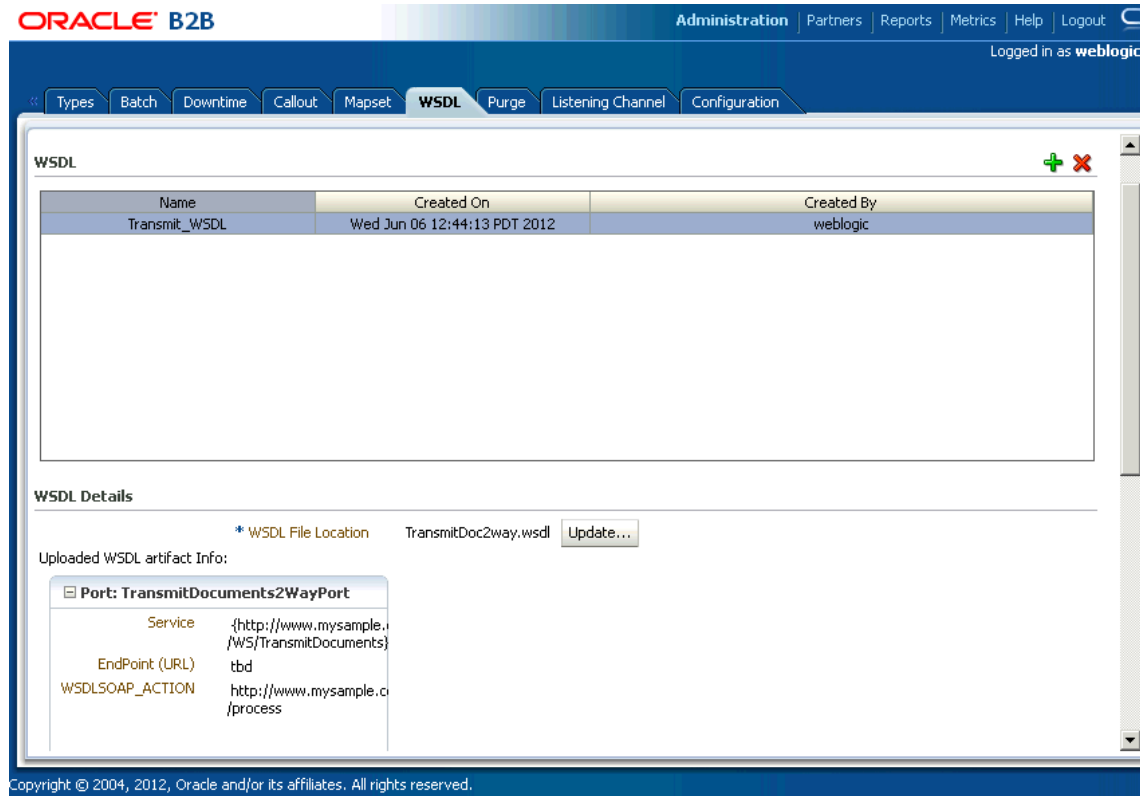 ORACLE B2B
Administration Partners Reports Metrics Help Logout
Logged in as weblogic
Types Batch Downtime Callout Mapset WSDL Purge Listening Channel Configuration
WSDL
Name Created On Created By
Transmit_WSDL Wed Jun 06 12:44:13 PDT 2012 weblogic
WSDL Details
* WSDL File Location TransmitDoc2way.wsdl Update...
Uploaded WSDL artifact Info:
Port: TransmitDocuments2WayPort
Service {http://www.mysample.
/WS/TransmitDocuments}
EndPoint (URL) tbd
WSDLSOAP_ACTION http://www.mysample.c
/process
Copyright © 2004, 2012, Oracle and/or its affiliates. All rights reserved.